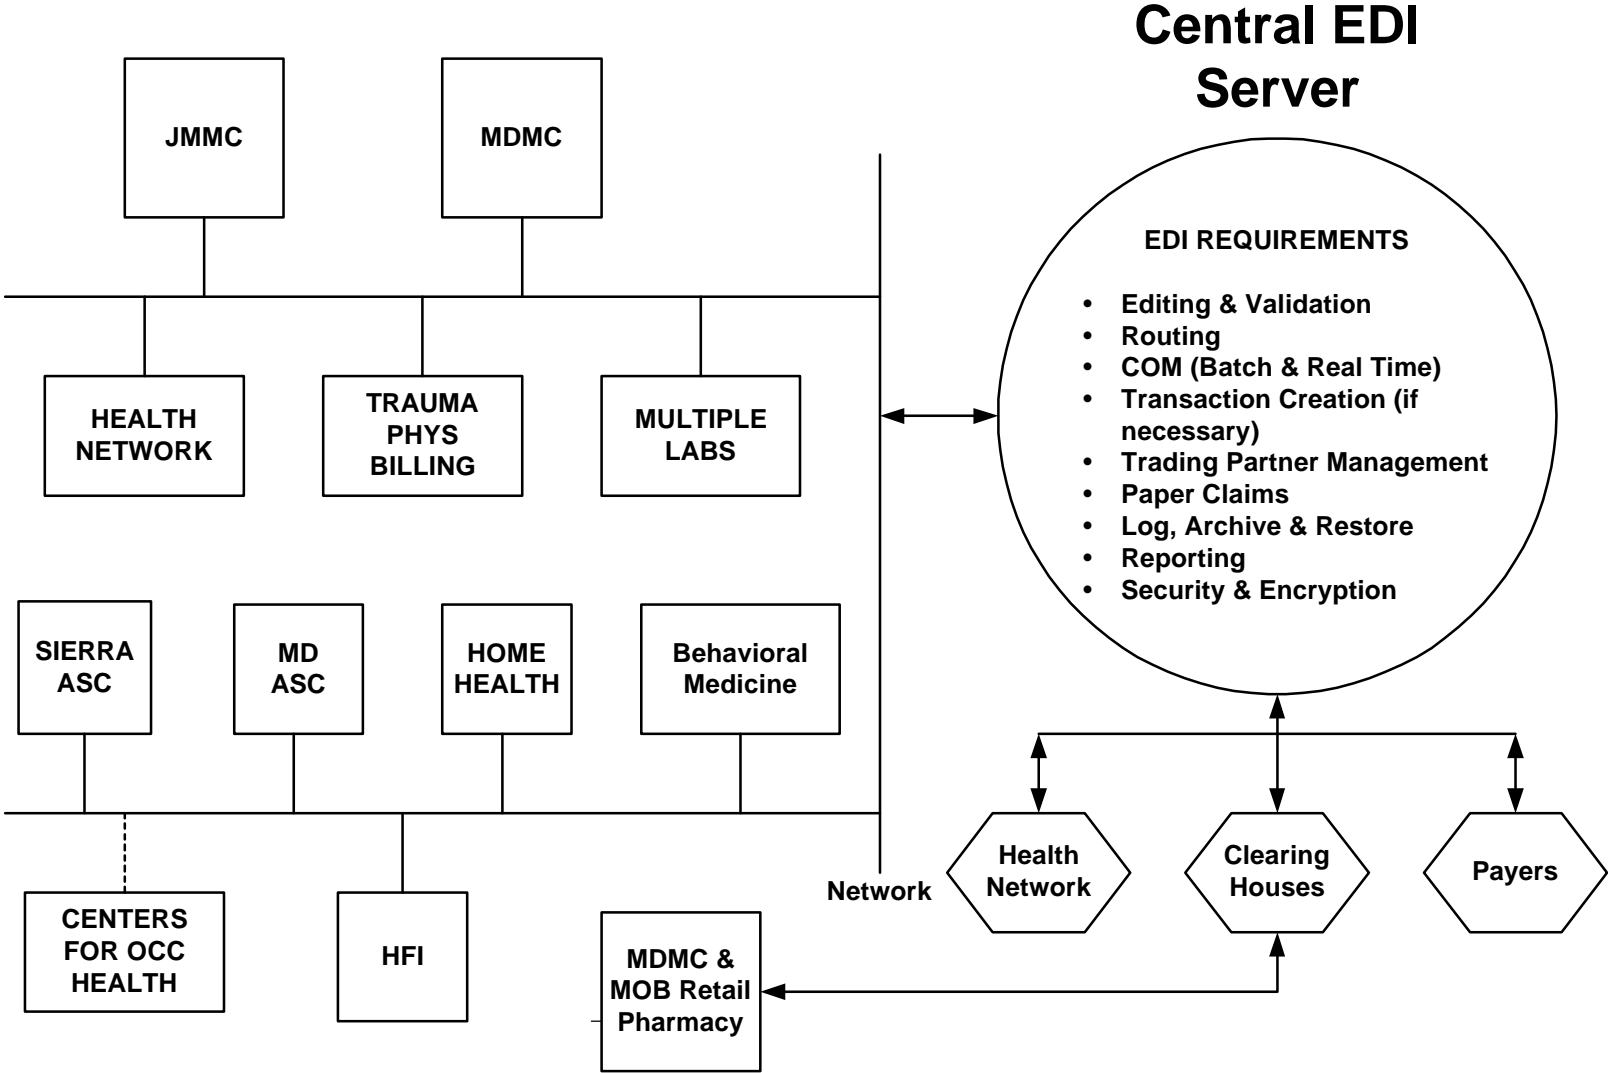 Central EDI
Server
JMMC
MDMC
EDI REQUIREMENTS
• Editing & Validation
• Routing
• COM (Batch & Real Time)
• Transaction Creation (if
necessary)
• Trading Partner Management
• Paper Claims
• Log, Archive & Restore
• Reporting
• Security & Encryption
HEALTH
NETWORK
TRAUMA
PHYS
BILLING
MULTIPLE
LABS
SIERRA
ASC
MD
ASC
HOME
HEALTH
Behavioral
Medicine
Network
Health
Network
Clearing
Houses
Payers
CENTERS
FOR OCC
HEALTH
HFI
MDMC &
MOB Retail
Pharmacy